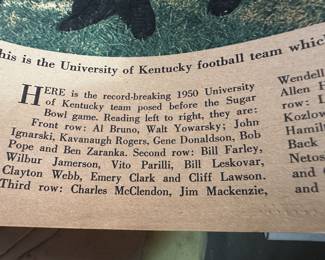 his is the University of Kentucky football team whic
HERE is the record-breaking 1950 University
of Kentucky team posed before the Sugar
Bowl game. Reading left to right, they are:
Front row: Al Bruno, Walt Yowarsky; John
Ignarski, Kavanaugh Rogers, Gene Donaldson, Bob
Pope and Ben Zaranka. Second row: Bill Farley,
Wilbur Jamerson, Vito Parilli, Bill Leskovar,
Clayton Webb, Emery Clark and Cliff Lawson.
Third row: Charles McClendon, Jim Mackenzie,
Wendell
Allen H
row: I
Kozlow
Hamil
Back
Netos
and C
and